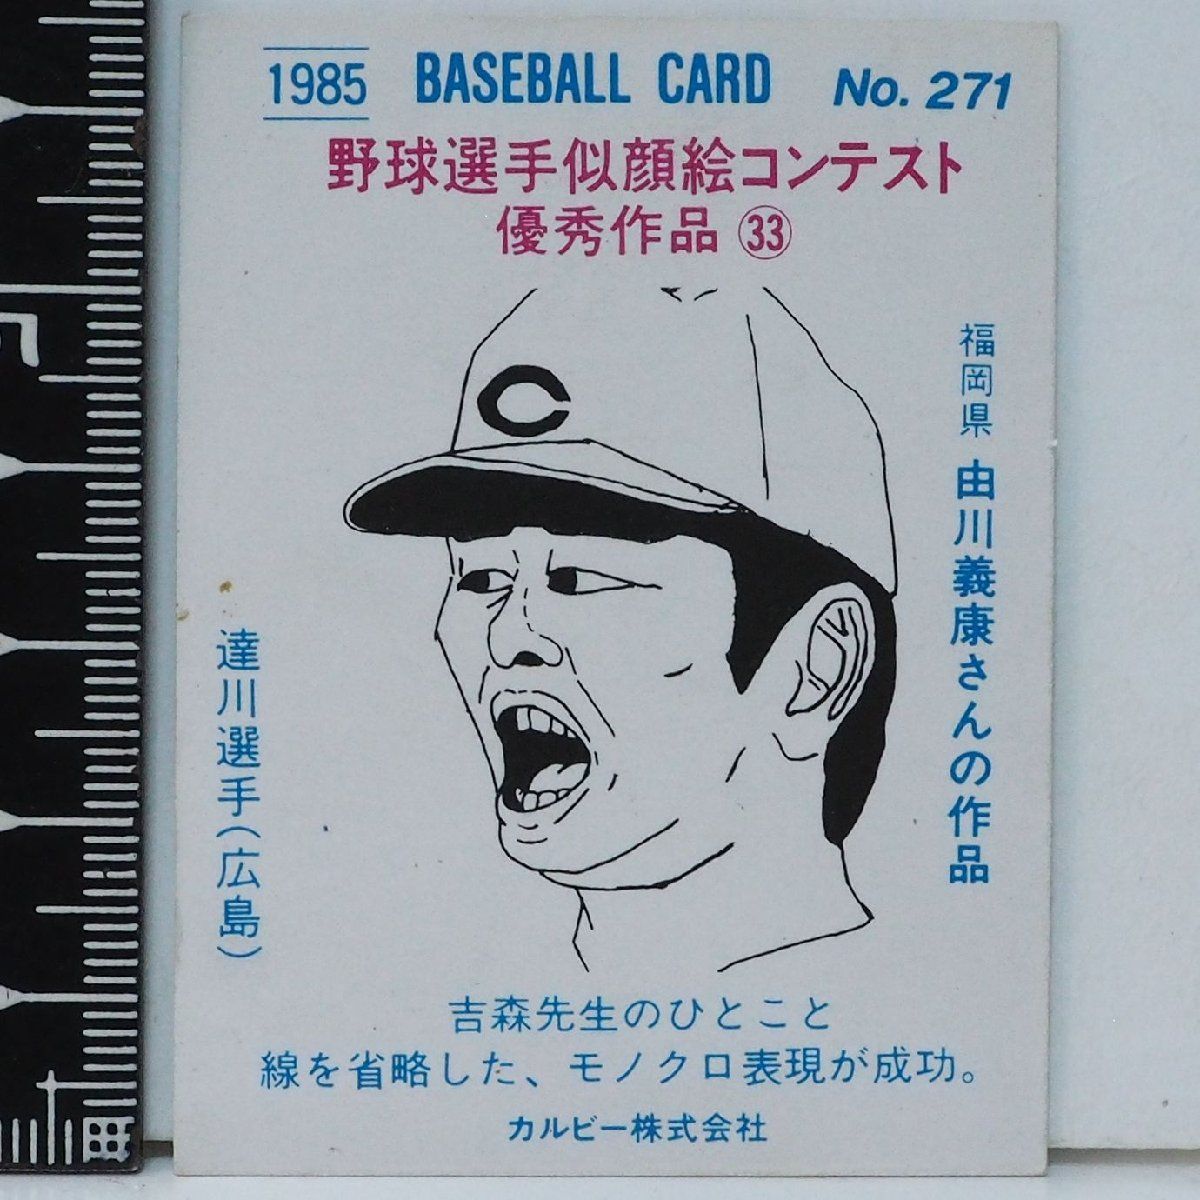 1985 BASEBALL CARD No. 271
野球選手似顔絵コンテスト
優秀作品㉝
福岡県 由川義康さんの作品
C
達川選手(広島)
吉森先生のひとこと
線を省略した、モノクロ表現が成功。
カルビー株式会社